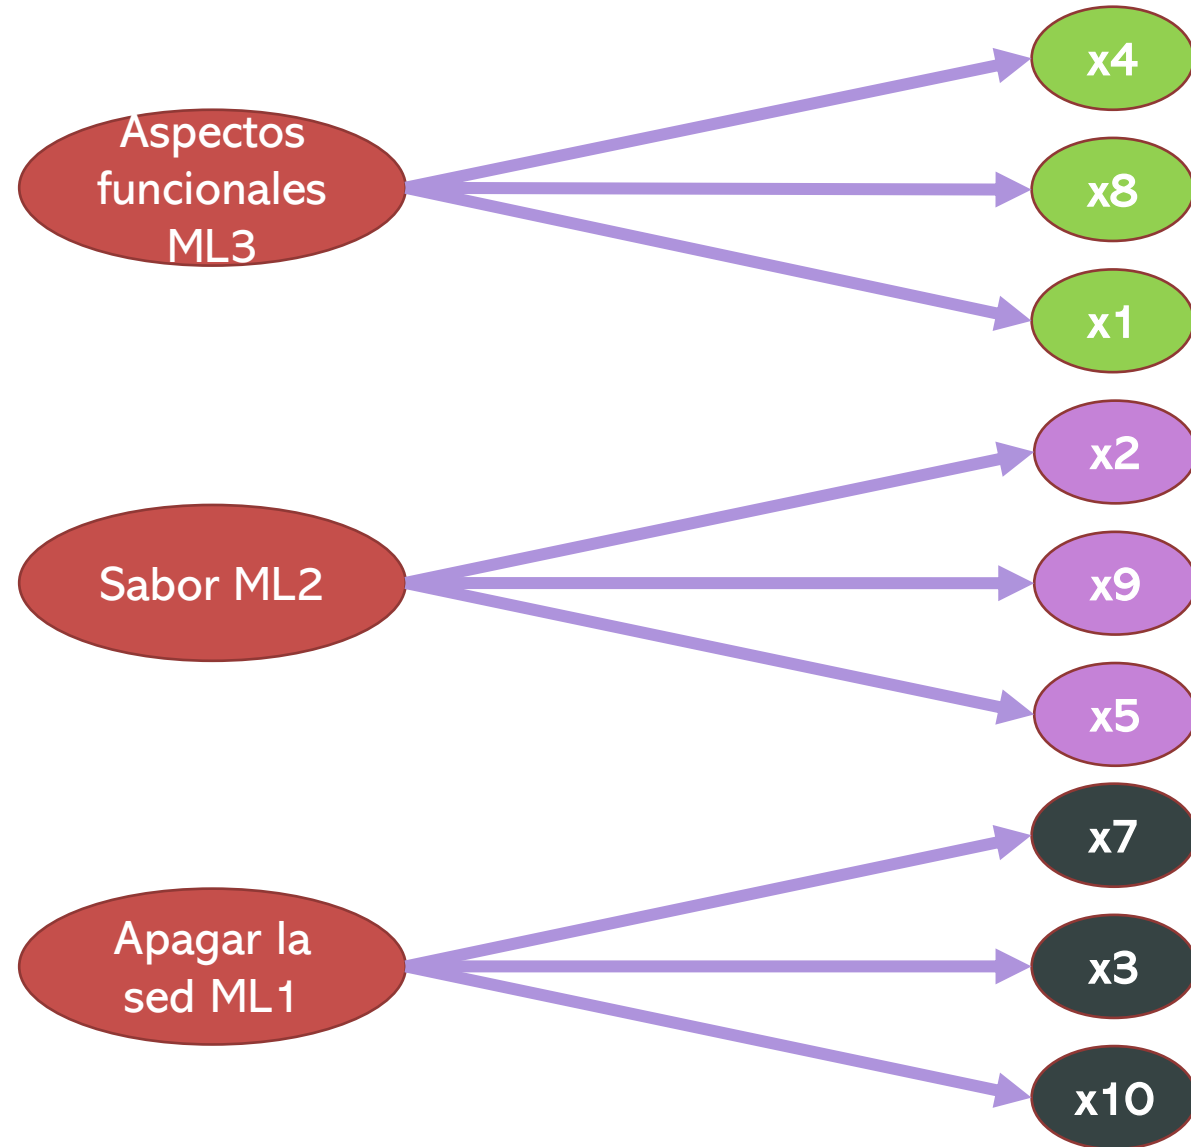 Aspectos
funcionales
ML3
x4
x8
x1
Sabor ML2
x2
x9
x5
Apagar la
sed ML1
x7
x3
x10